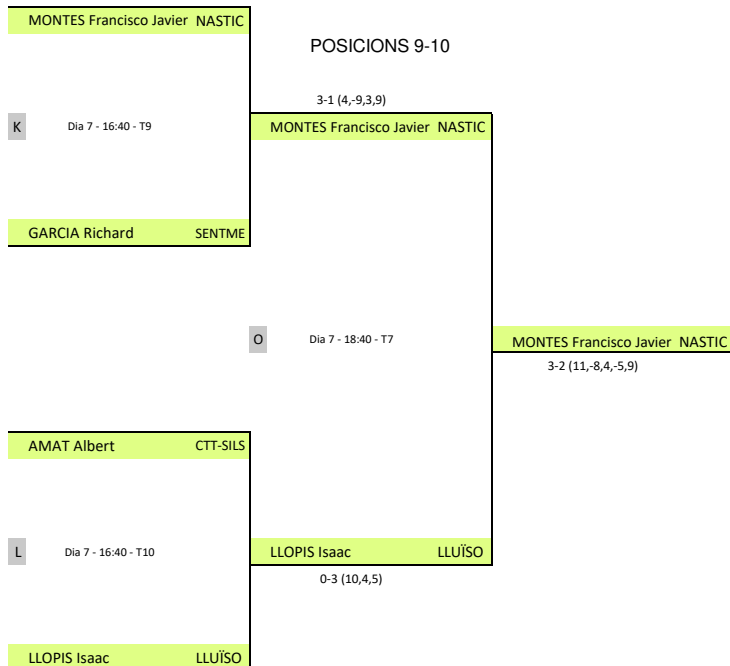 MONTES Francisco Javier NASTIC
POSICIONS 9-10
3-1 (4,-9,3,9)
K Dia 7 - 16:40 - T9 MONTES Francisco Javier NASTIC
GARCIA Richard SENTME
O Dia 7 - 18:40 - T7 MONTES Francisco Javier NASTIC
3-2 (11,-8,4,-5,9)
AMAT Albert CTT-SILS
L Dia 7 - 16:40 - T10 LLOPIS Isaac LLUÏSO
0-3 (10,4,5)
LLOPIS Isaac LLUÏSO